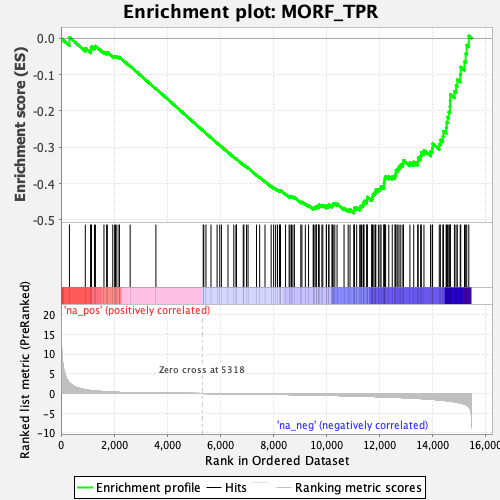 Enrichment plot: MORF_TPR
Enrichment score (ES)
0.0
-0.1
-0.2
-0.3
-0.4
-0.5
'na_pos' (positively correlated)
Ranked list metric (PreRanked)
20
15
10
5
0
-5
-10
Zero cross at 5318
'na_neg' (negatively correlated)
0
2,000
4,000
6,000
8,000
10,000
12,000
14,000
16,000
Rank in Ordered Dataset
Enrichment profile
Hits
Ranking metric scores